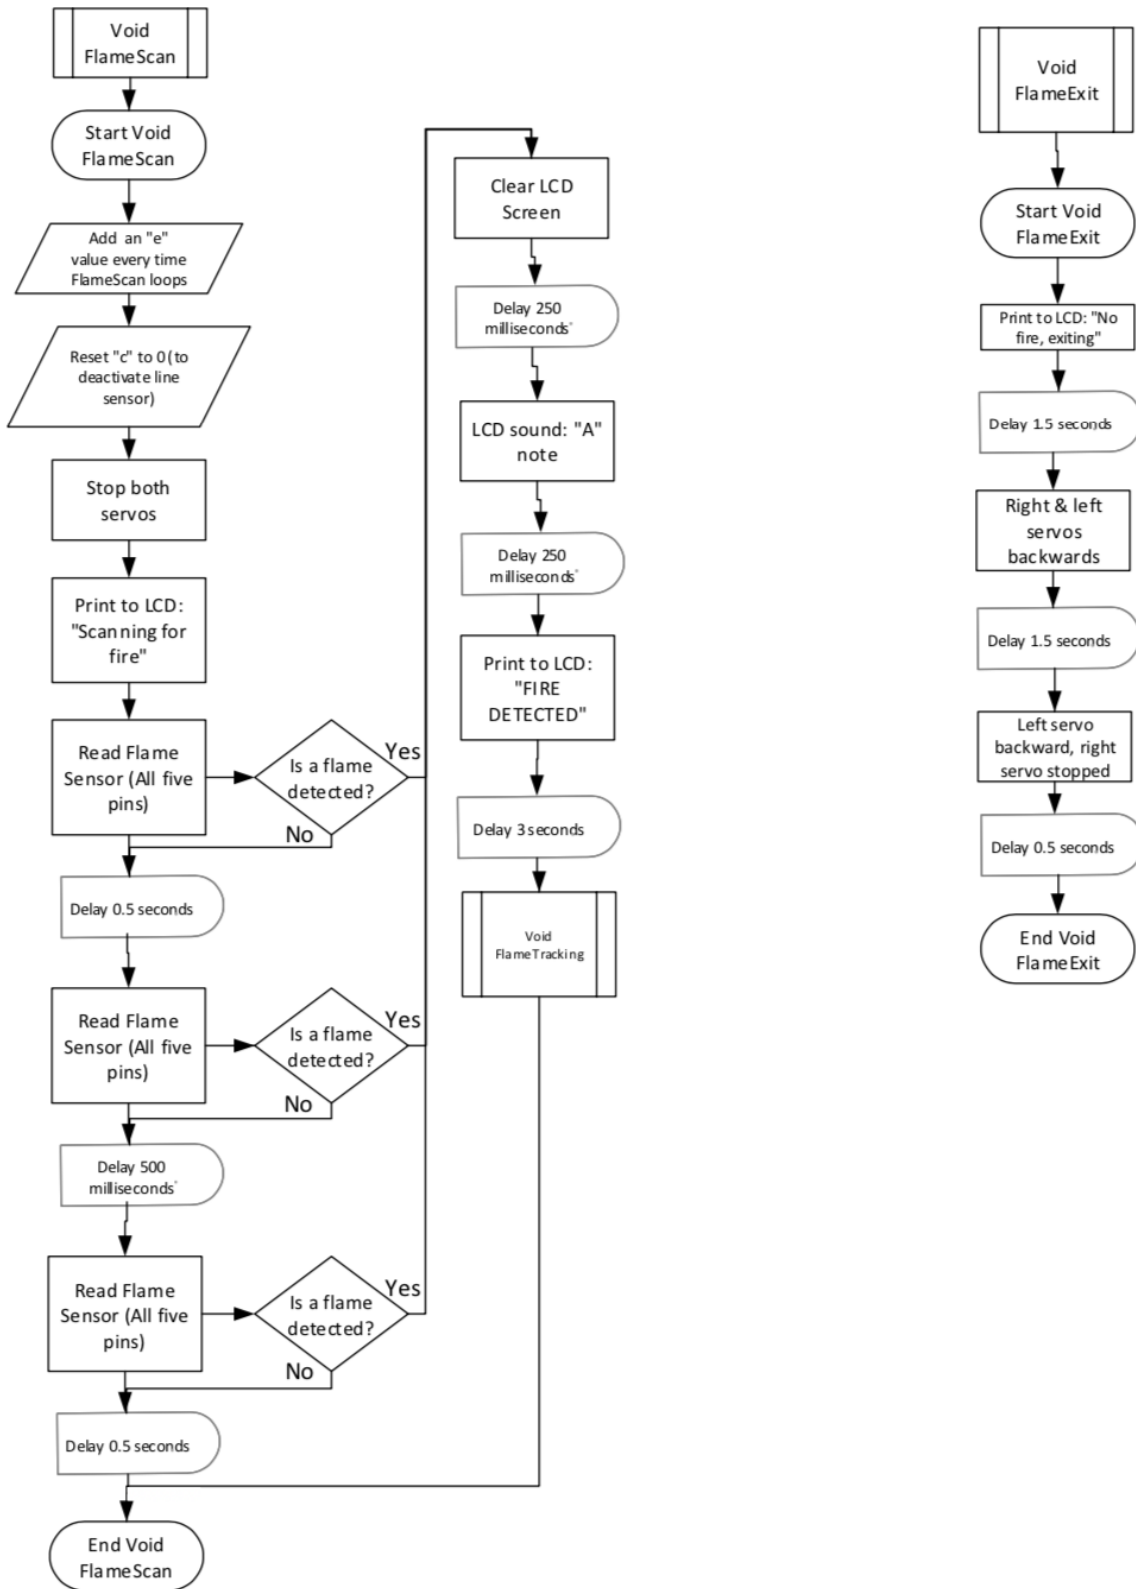 Void
FlameScan
Start Void
FlameScan
Add an "e"
value every time
FlameScan loops
Reset "c" to 0 (to
deactivate line
sensor)
Stop both
servos
Print to LCD:
"Scanning for
fire"
Read Flame
Sensor (All five
pins)
Is a flame
detected?
Yes
No
Delay 0.5 seconds
Read Flame
Sensor (All five
pins)
Is a flame
detected?
Yes
No
Delay 500
milliseconds*
Read Flame
Sensor (All five
pins)
Is a flame
detected?
Yes
No
Delay 0.5 seconds
End Void
FlameScan
Clear LCD
Screen
Delay 250
milliseconds*
LCD sound: "A"
note
Delay 250
milliseconds*
Print to LCD:
"FIRE
DETECTED"
Delay 3 seconds
Void
FlameTracking
Void
FlameExit
Start Void
FlameExit
Print to LCD: "No
fire, exiting"
Delay 1.5 seconds
Right & left
servos
backwards
Delay 1.5 seconds
Left servo
backward, right
servo stopped
Delay 0.5 seconds
End Void
FlameExit